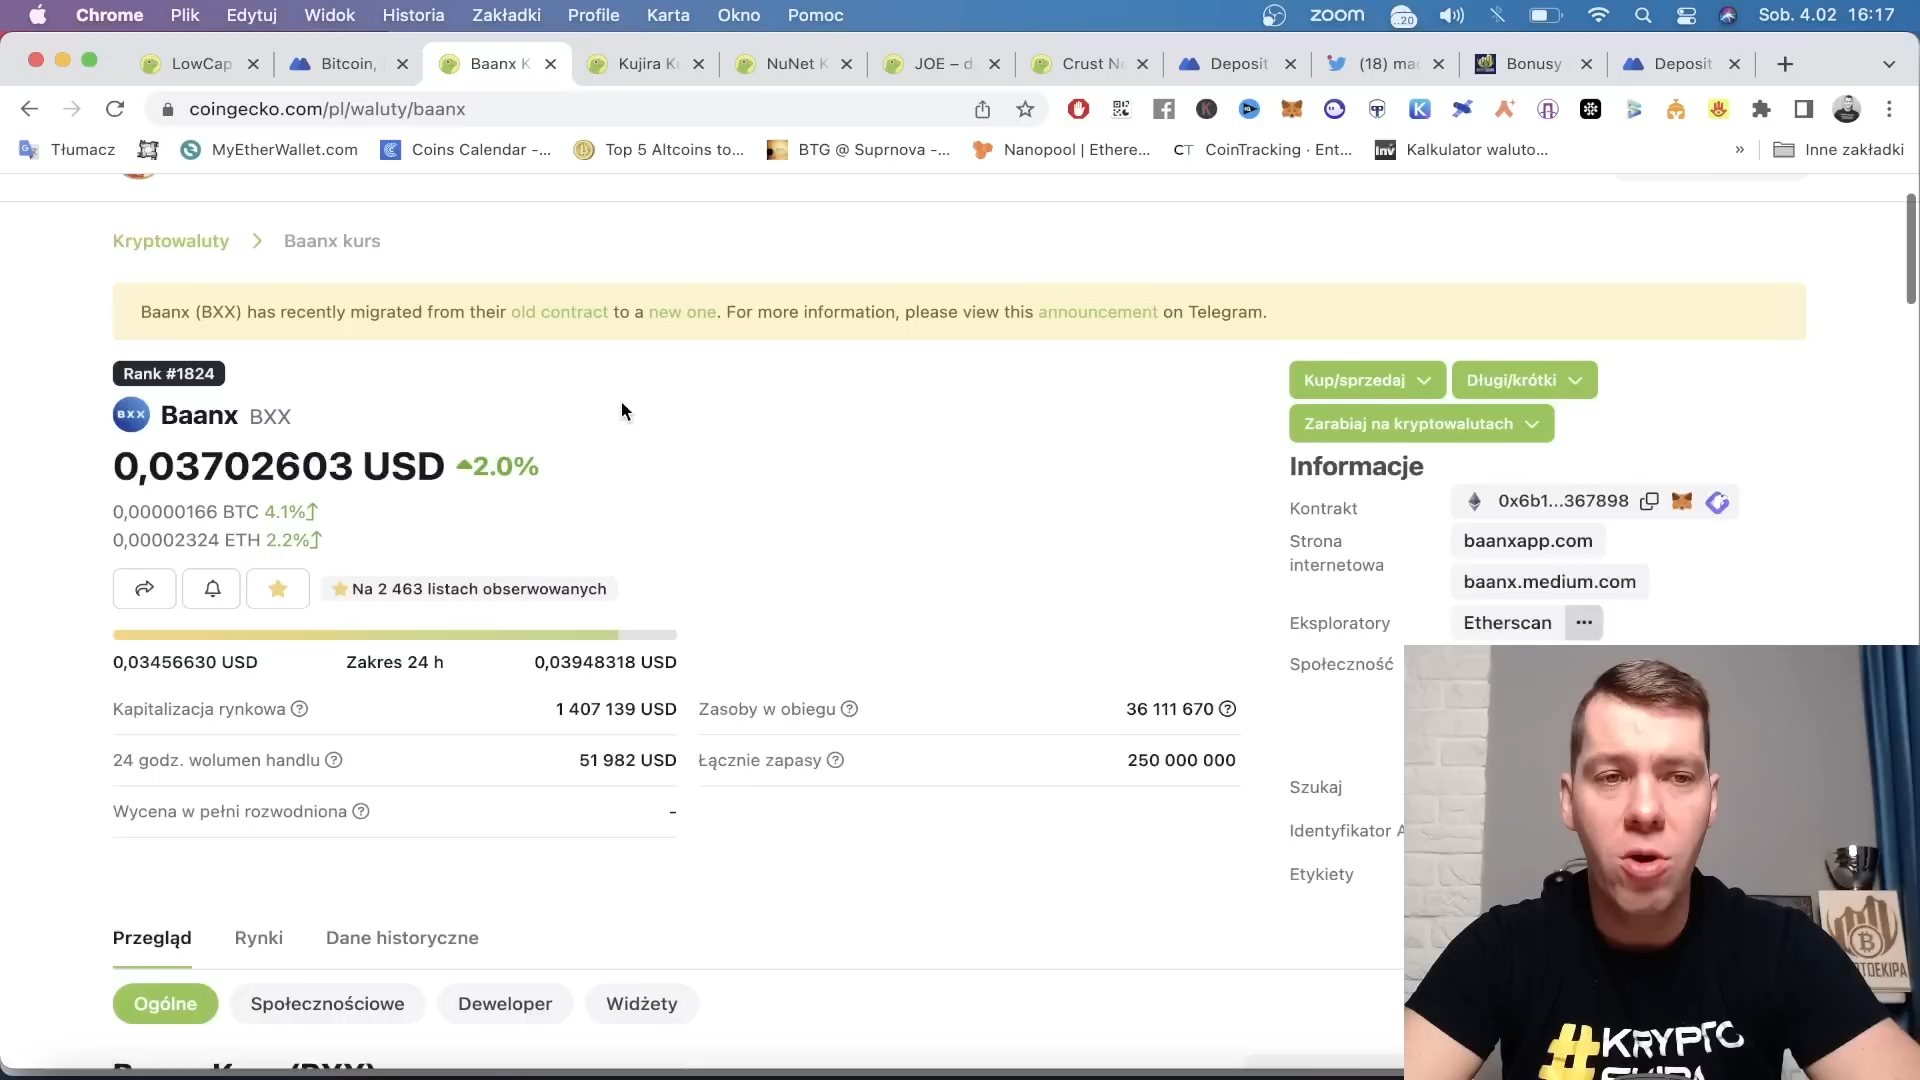 Chrome Plik Edytuj Widok Historia Zakładki Profile Karta Okno Pomoc zoom 20 Sob. 4.02 16:17
LowCap Bitcoin, Baanx K Kujira Ku NuNet K JOE – d Crust Ne Deposit (18) mac Bonusy Deposit
coingecko.com/pl/waluty/baanx
Tłumacz MyEtherWallet.com Coins Calendar -... Top 5 Altcoins to... BTG @ Suprnova -... Nanopool | Ethere... CT CoinTracking · Ent... Inv Kalkulator waluto... » Inne zakładki
Kryptowaluty Baanx kurs
Baanx (BXX) has recently migrated from their old contract to a new one. For more information, please view this announcement on Telegram.
Rank #1824
BXX Baanx BXX
0,03702603 USD 2.0%
0,00000166 BTC 4.1%
0,00002324 ETH 2.2%
Na 2 463 listach obserwowanych
0,03456630 USD Zakres 24 h 0,03948318 USD
Kapitalizacja rynkowa 1 407 139 USD
Zasoby w obiegu 36 111 670
24 godz. wolumen handlu 51 982 USD
Łącznie zapasy 250 000 000
Wycena w pełni rozwodniona -
Kup/sprzedaj Długi/krótki
Zarabiaj na kryptowalutach
Informacje
Kontrakt 0x6b1...367898
Strona internetowa baanxapp.com
baanx.medium.com
Eksploratory Etherscan ...
Społeczność
Szukaj
Identyfikator A
Etykiety
Przegląd Rynki Dane historyczne
Ogólne Społecznościowe Deweloper Widżety
#KRYPTO